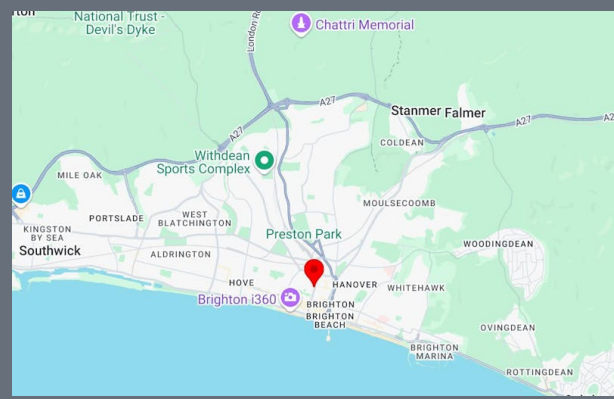 National Trust -
Devil's Dyke
London Ro
Chattri Memorial
A27
Stanmer Falmer
A27
A27
COLDEAN
Withdean
Sports Complex
MILE OAK
MOULSECOOMB
PORTSLADE
WEST
BLATCHINGTON
KINGSTON
BY SEA
Preston Park
WOODINGDEAN
Southwick
ALDRINGTON
HOVE
HANOVER
WHITEHAWK
Brighton i360
BRIGHTON
BRIGHTON
BEACH
OVINGDEAN
BRIGHTON
MARINA
ROTTINGDEAN